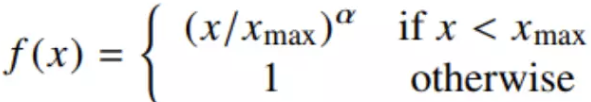 f(x) = { (x/x_max)^α if x < x_max
1 otherwise